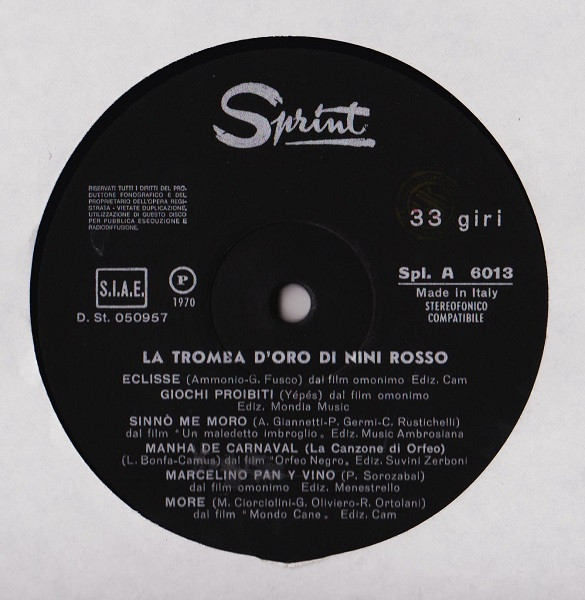 Sprint
RISERVATI TUTTI I DIRITTI DEL PRO-
DUTTORE FONOGRAFICO E DEL
PROPRIETARIO DELL'OPERA REGI-
STRATA - VIETATE DUPLICAZIONE,
UTILIZZAZIONE DI QUESTO DISCO
PER PUBBLICA ESECUZIONE E
RADIODIFFUSIONE.
33 giri
S.I.A.E.
P
1970
D. St. 050957
Spl. A 6013
Made in Italy
STEREOFONICO
COMPATIBILE
LA TROMBA D'ORO DI NINI ROSSO
ECLISSE (Ammonio-G. Fusco) dal film omonimo Ediz. Cam
GIOCHI PROIBITI (Yépés) dal film omonimo
Ediz. Mondia Music
SINNÒ ME MORO (A. Giannetti-P. Germi-C. Rustichelli)
dal film "Un maledetto imbroglio". Ediz. Music Ambrosiana
MANHA DE CARNAVAL (La Canzone di Orfeo)
(L. Bonfa-Camus) dal film "Orfeo Negro". Ediz. Suvini Zerboni
MARCELINO PAN Y VINO (P. Sorozabal)
dal film omonimo Ediz. Menestrello
MORE (M. Ciorciolini-G. Oliviero-R. Ortolani)
dal film "Mondo Cane". Ediz. Cam